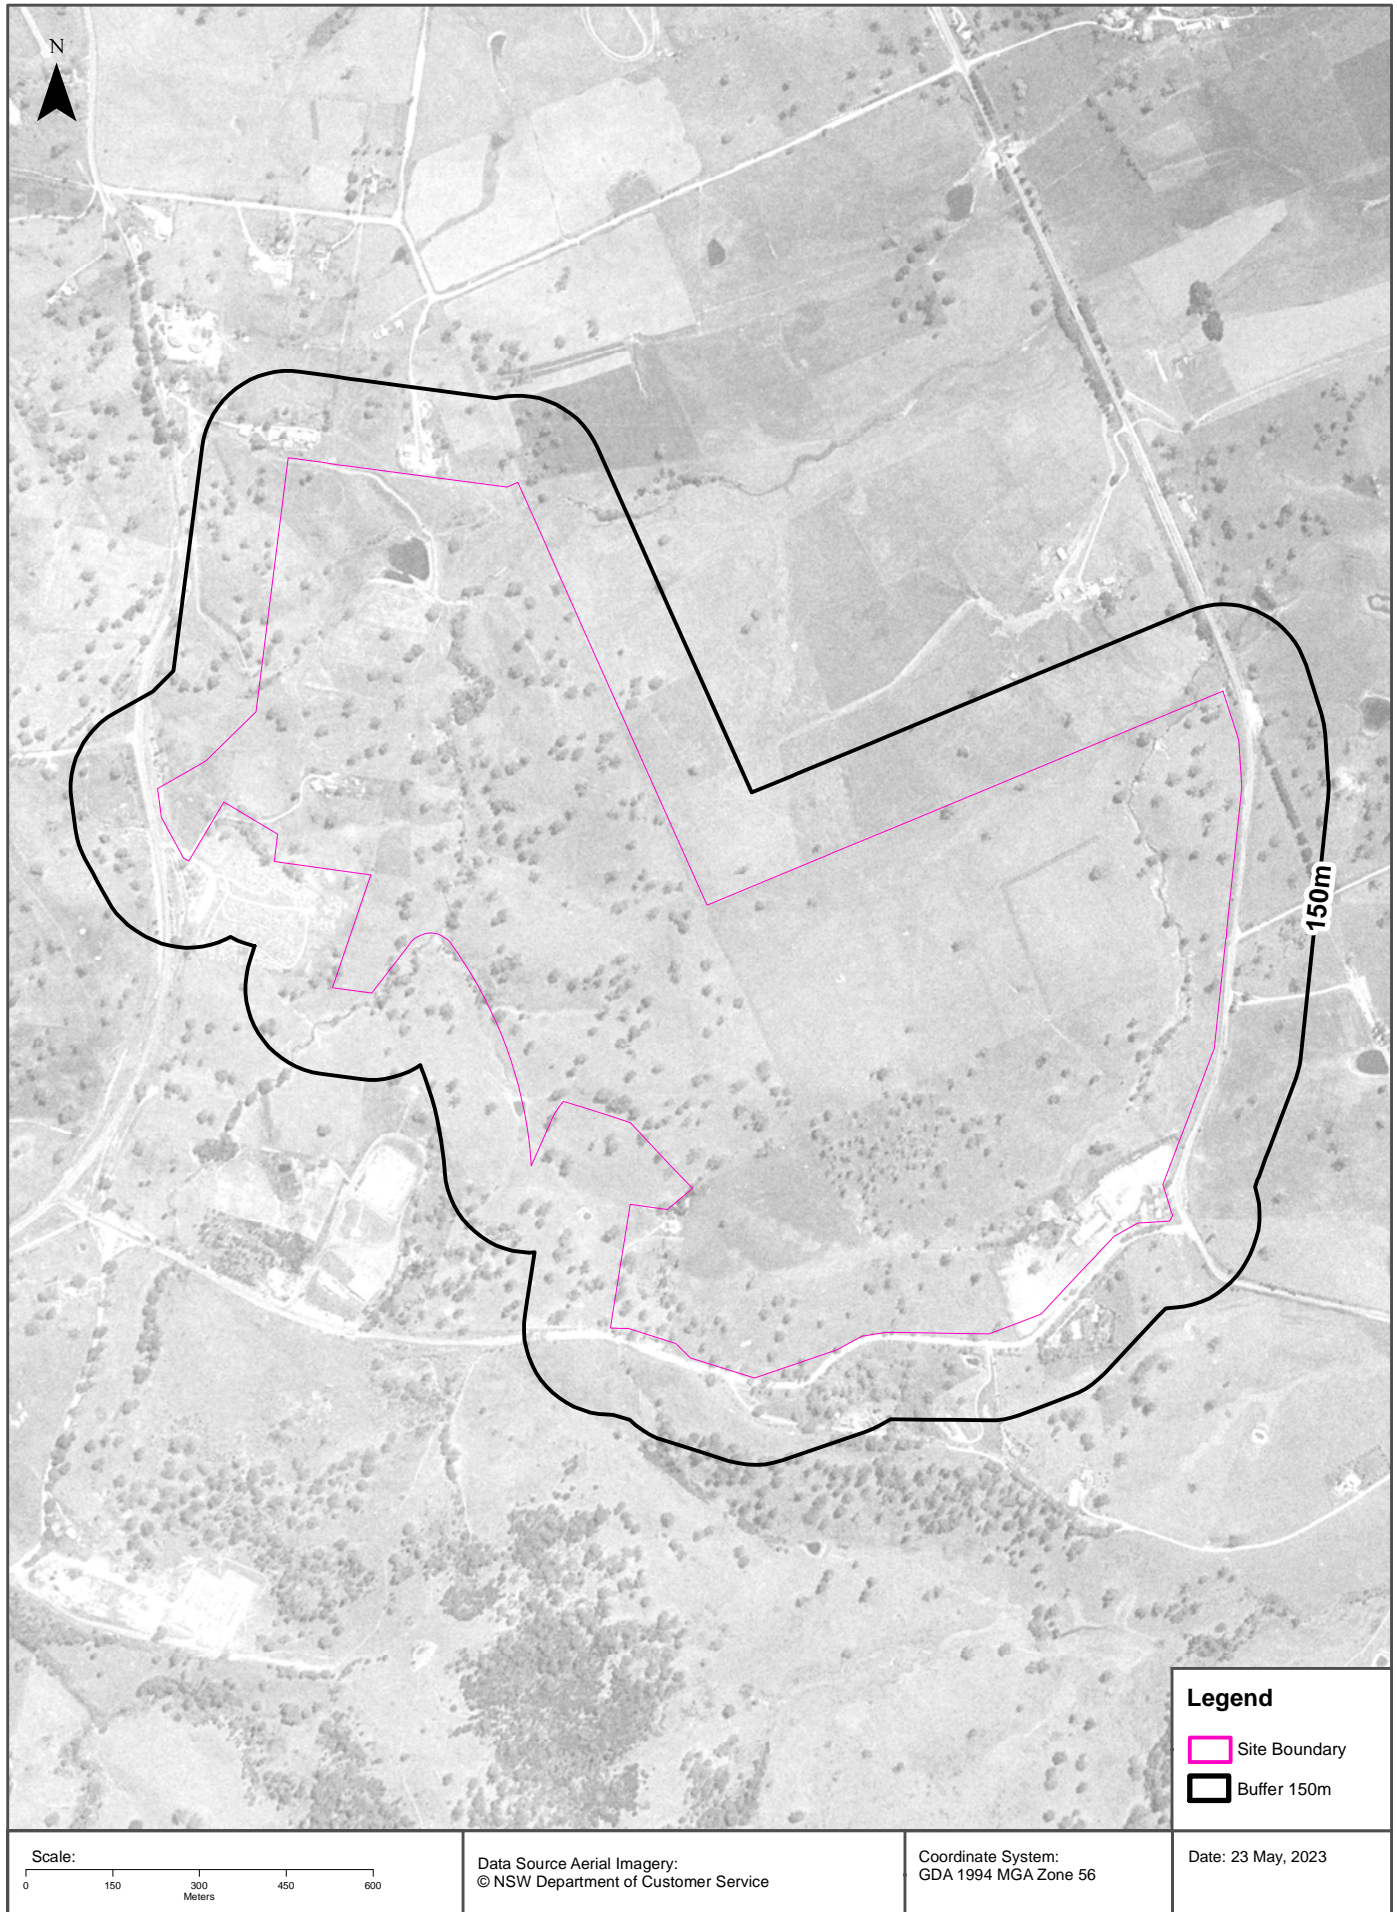 N
150m
Legend
Site Boundary
Buffer 150m
Scale:
0 150 300 450 600
Meters
Data Source Aerial Imagery:
© NSW Department of Customer Service
Coordinate System:
GDA 1994 MGA Zone 56
Date: 23 May, 2023